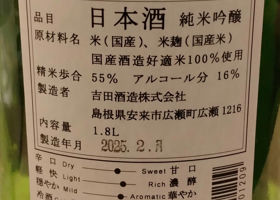 品目 日本酒 純米吟醸
原材料名 米(国産)、米麹(国産米)
国産酒造好適米100%使用
精米歩合 55% アルコール分 16%
製造者 吉田酒造株式会社
島根県安来市広瀬町広瀬1216
内容量 1.8L
製造年月 2025.2.月
辛口 Dry Sweet 甘口
軽快 Light Rich 濃醇
穏やか Mild Aromatic 華やか
01209